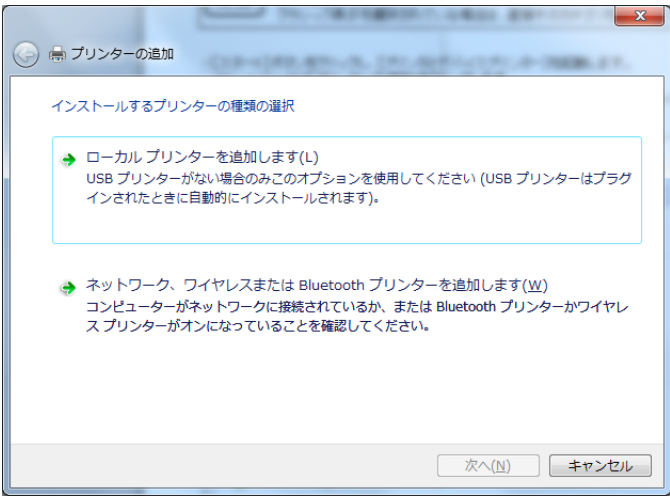 プリンターの追加
インストールするプリンターの種類の選択
ローカル プリンターを追加します(L)
USB プリンターがない場合のみこのオプションを使用してください (USB プリンターはプラグ
インされたときに自動的にインストールされます)。
ネットワーク、ワイヤレスまたは Bluetooth プリンターを追加します(W)
コンピューターがネットワークに接続されているか、または Bluetooth プリンターかワイヤレ
ス プリンターがオンになっていることを確認してください。
次へ(N)
キャンセル